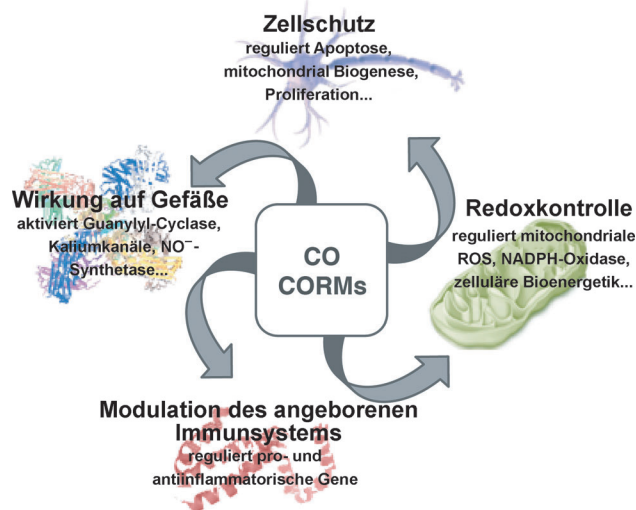 Zellschutz
reguliert Apoptose,
mitochondrial Biogenese,
Proliferation...
Wirkung auf Gefäße
aktiviert Guanylyl-Cyclase,
Kaliumkanäle, NO⁻-
Synthetase...
CO
CORMs
Redoxkontrolle
reguliert mitochondriale
ROS, NADPH-Oxidase,
zelluläre Bioenergetik...
Modulation des angeborenen
Immunsystems
reguliert pro- und
antiinflammatorische Gene